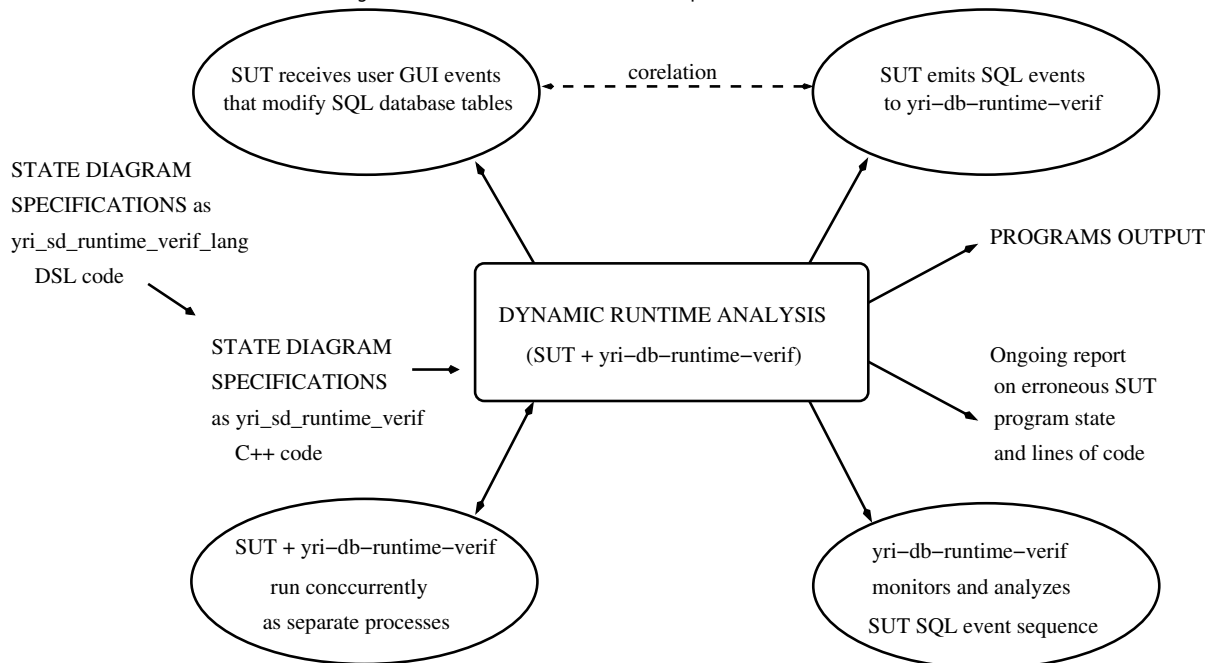 SUT receives user GUI events
that modify SQL database tables
corelation
SUT emits SQL events
to yri−db−runtime−verif
STATE DIAGRAM
SPECIFICATIONS as
yri_sd_runtime_verif_lang
DSL code
PROGRAMS OUTPUT
DYNAMIC RUNTIME ANALYSIS
(SUT + yri−db−runtime−verif)
STATE DIAGRAM
SPECIFICATIONS
as yri_sd_runtime_verif
C++ code
Ongoing report
on erroneous SUT
program state
and lines of code
SUT + yri−db−runtime−verif
run conccurrently
as separate processes
yri−db−runtime−verif
monitors and analyzes
SUT SQL event sequence